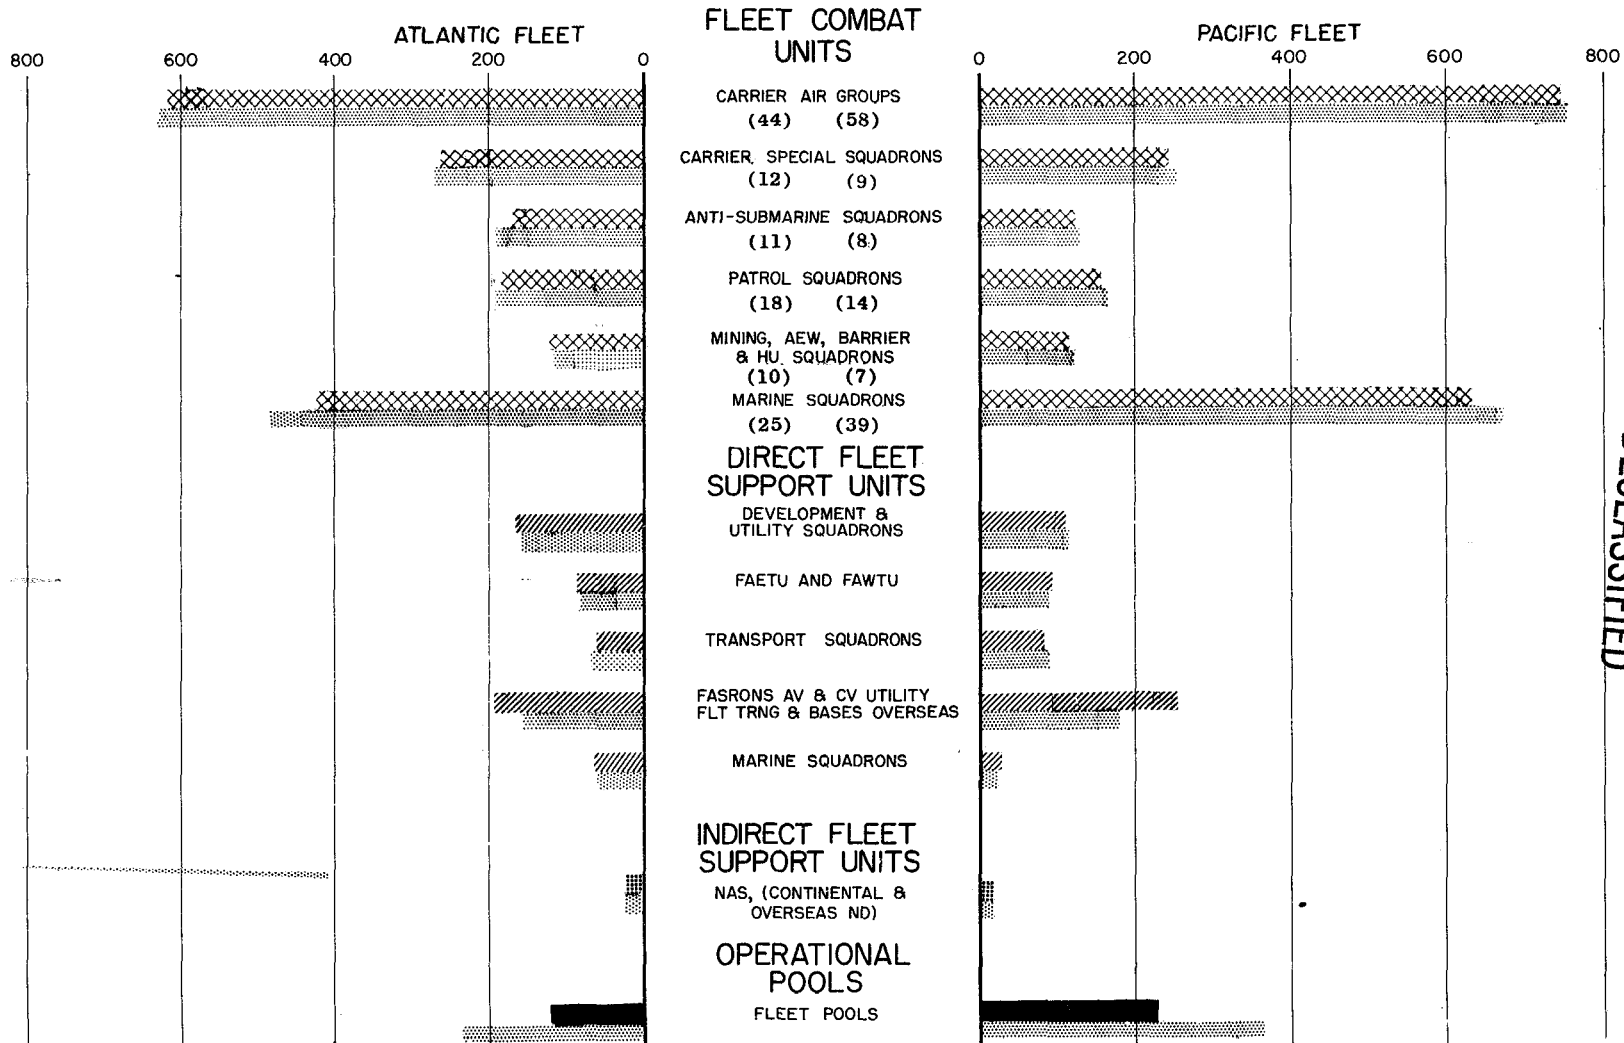 ATLANTIC FLEET
FLEET COMBAT
UNITS
PACIFIC FLEET
800 600 400 200 0
0 200 400 600 800
CARRIER AIR GROUPS
(44) (58)
CARRIER, SPECIAL SQUADRONS
(12) (9)
ANTI-SUBMARINE SQUADRONS
(11) (8)
PATROL SQUADRONS
(18) (14)
MINING, AEW, BARRIER
& HU. SQUADRONS
(10) (7)
MARINE SQUADRONS
(25) (39)
DIRECT FLEET
SUPPORT UNITS
DEVELOPMENT &
UTILITY SQUADRONS
FAETU AND FAWTU
TRANSPORT SQUADRONS
FASRONS AV & CV UTILITY
FLT TRNG & BASES OVERSEAS
MARINE SQUADRONS
INDIRECT FLEET
SUPPORT UNITS
NAS, (CONTINENTAL &
OVERSEAS ND)
OPERATIONAL
POOLS
FLEET POOLS
DECLASSIFIED